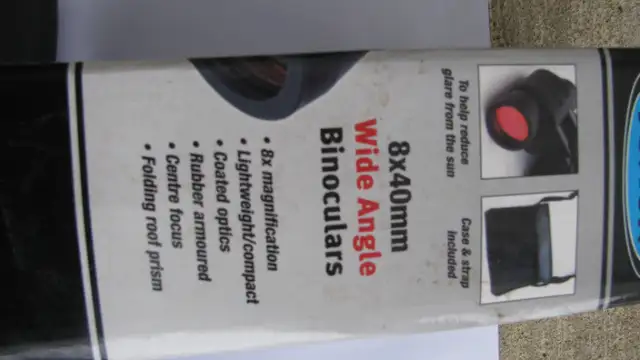 To help reduce
glare from the sun
Case & strap
included
8x40mm
Wide Angle
Binoculars
• 8x magnification
• Lightweight/compact
• Coated optics
• Rubber armoured
• Centre focus
• Folding roof prism